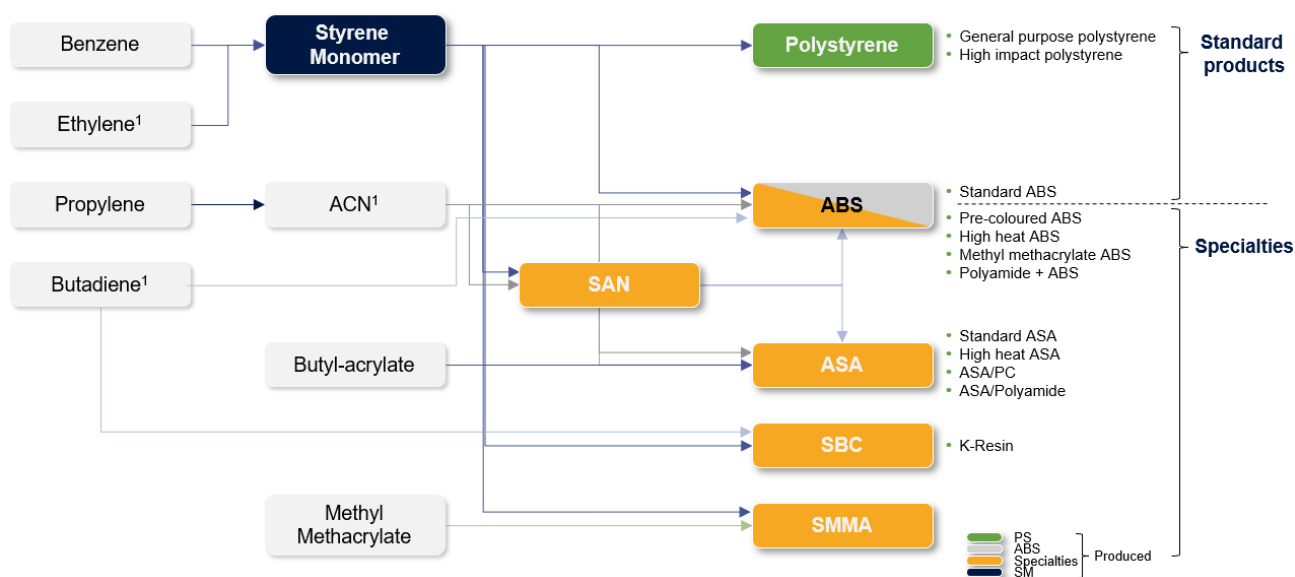 Benzene
Styrene
Monomer
Polystyrene
• General purpose polystyrene
• High impact polystyrene
Standard
products
Ethylene¹
Propylene
ACN¹
ABS
• Standard ABS
• Pre-coloured ABS
• High heat ABS
• Methyl methacrylate ABS
• Polyamide + ABS
Specialties
Butadiene¹
SAN
Butyl-acrylate
ASA
• Standard ASA
• High heat ASA
• ASA/PC
• ASA/Polyamide
SBC
• K-Resin
Methyl
Methacrylate
SMMA
PS
ABS
Specialties
SM
Produced